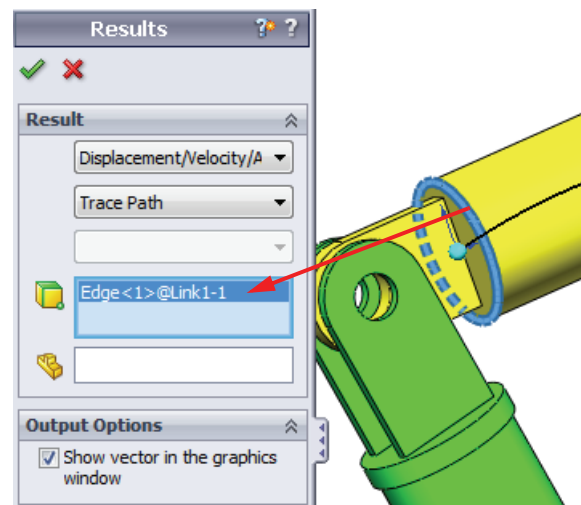 Results
Result
Displacement/Velocity/A
Trace Path
Edge<1>@Link1-1
Output Options
Show vector in the graphics
window